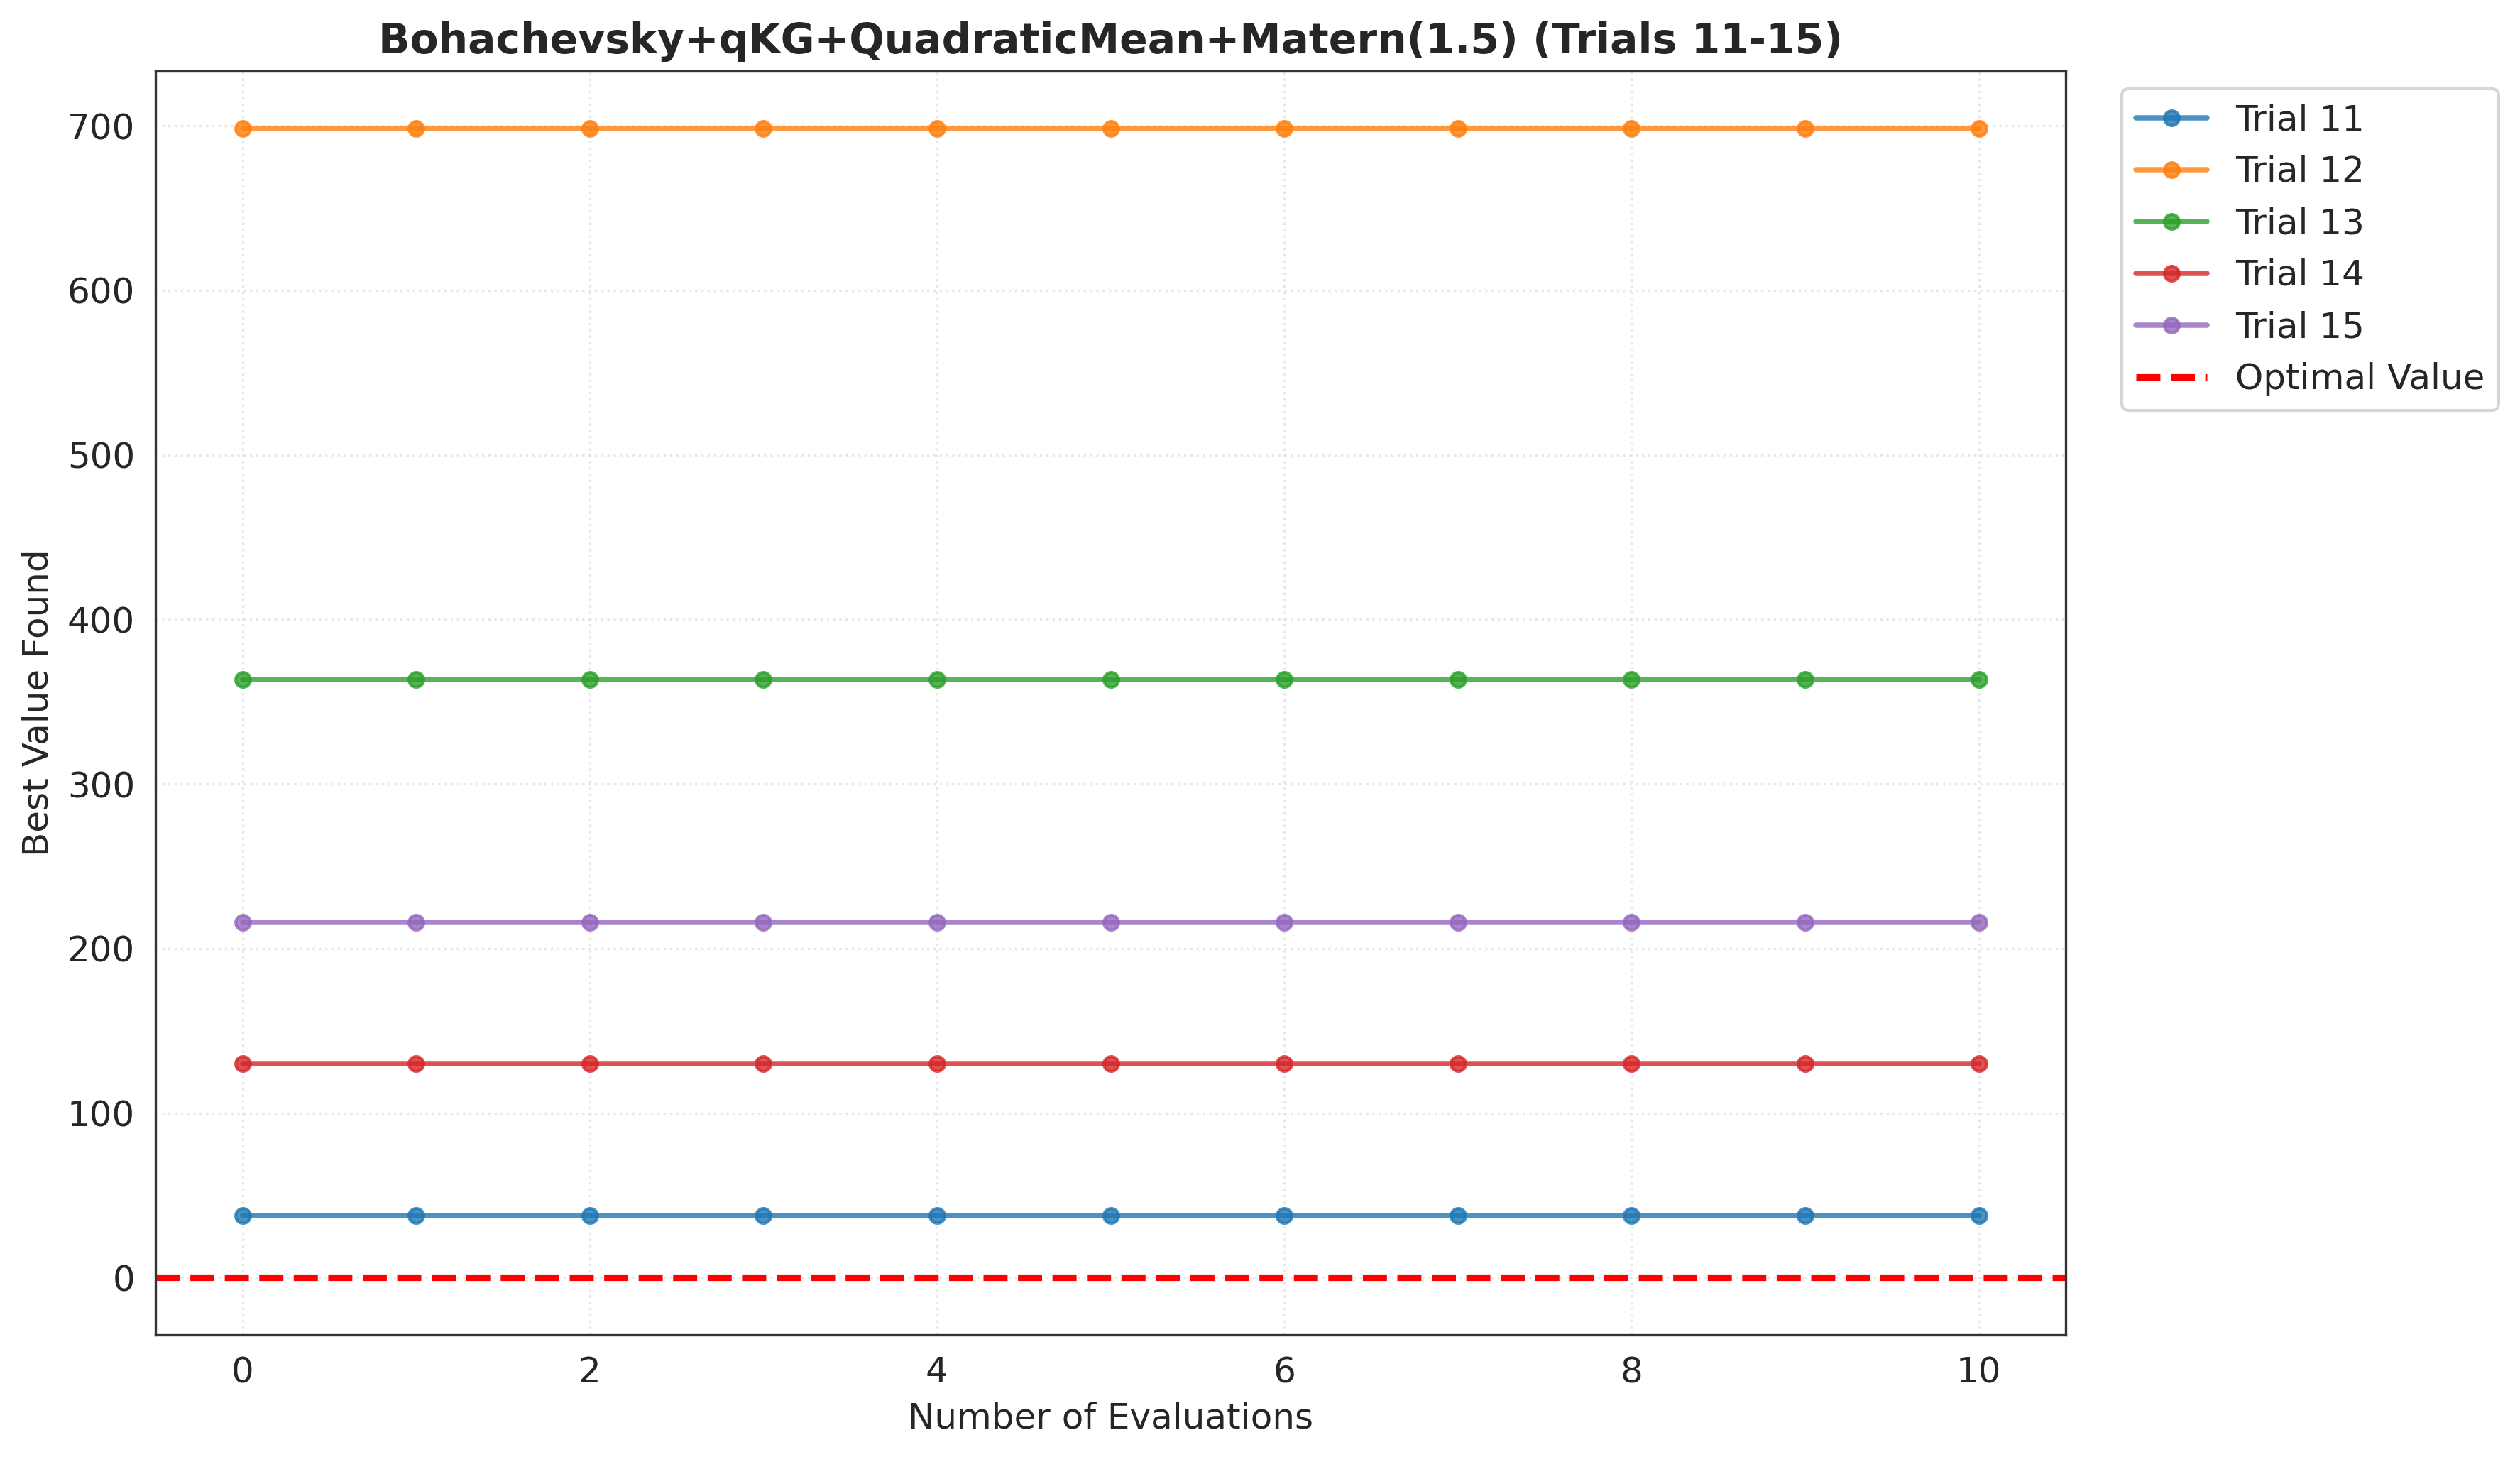 Bohachevsky+qKG+QuadraticMean+Matern(1.5) (Trials 11-15)
700
600
500
400
300
200
100
0
Best Value Found
0 2 4 6 8 10
Number of Evaluations
Trial 11
Trial 12
Trial 13
Trial 14
Trial 15
Optimal Value